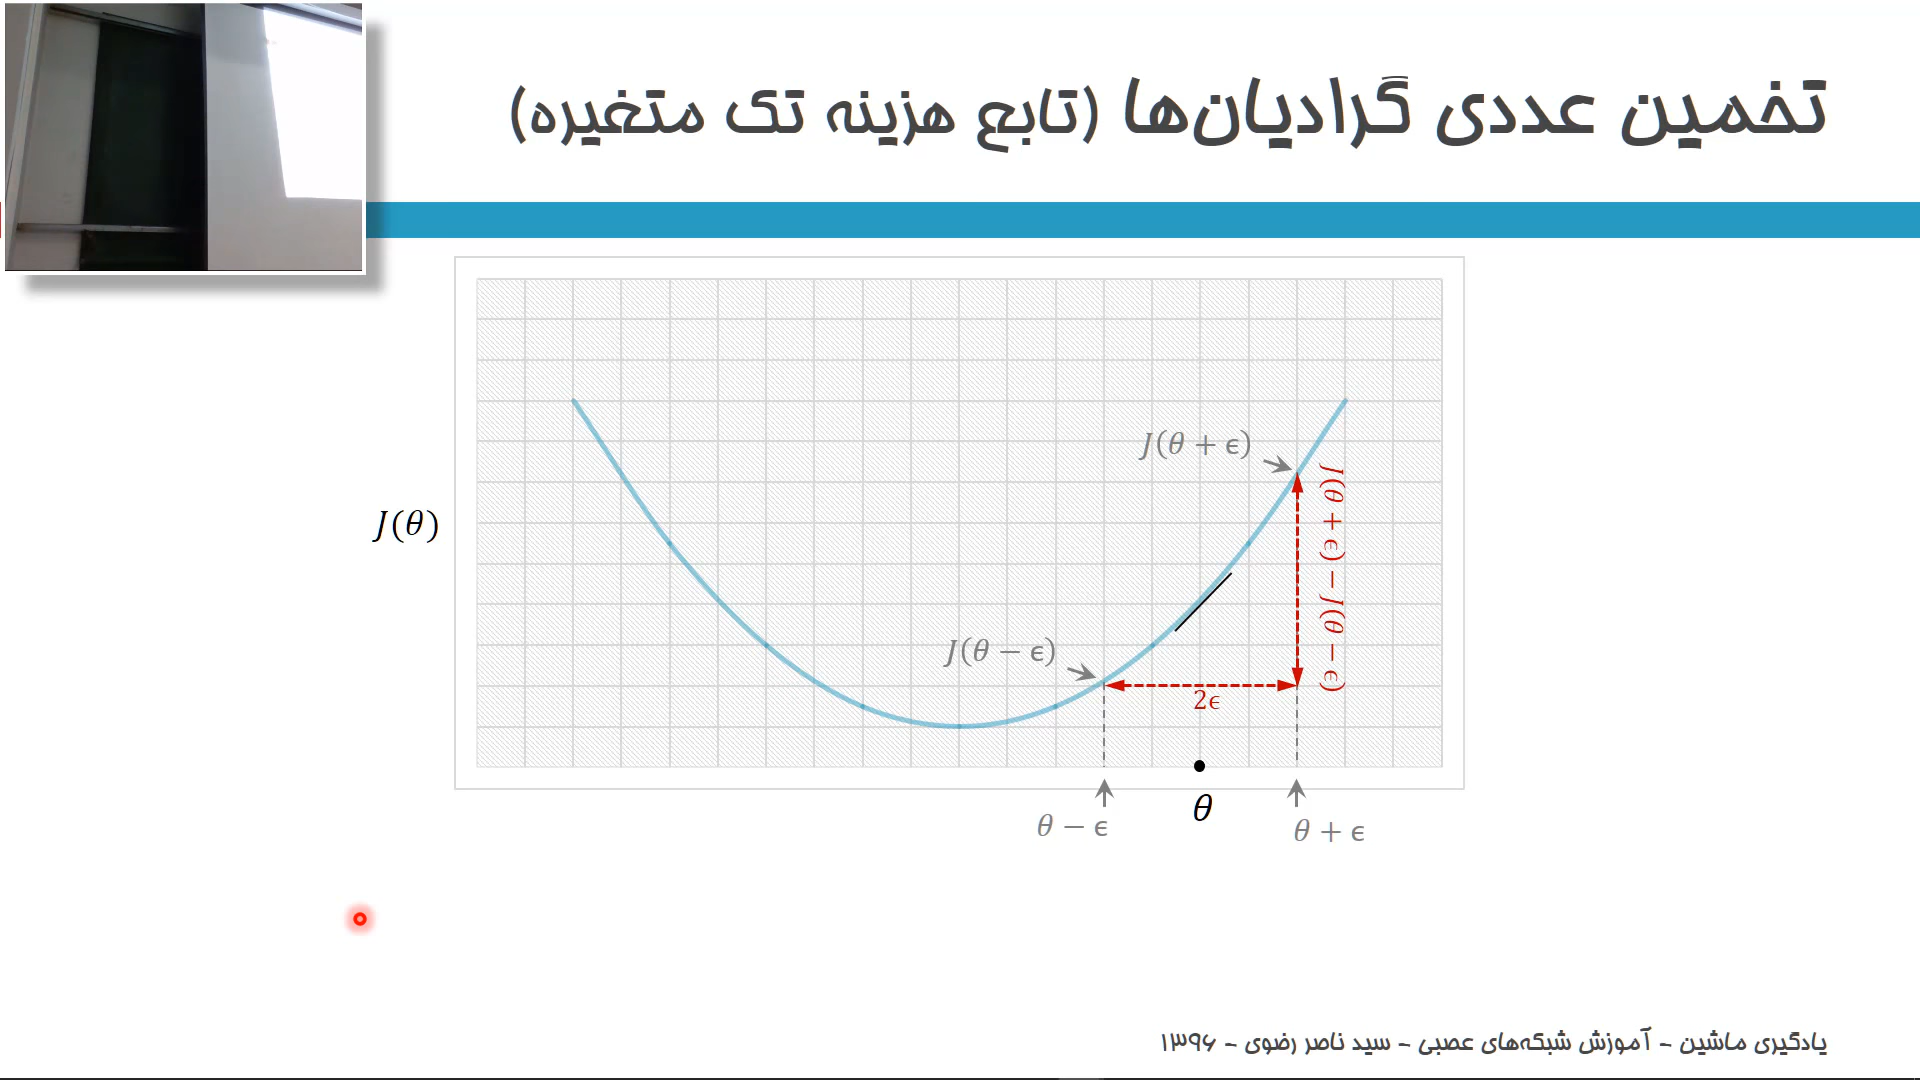 تخمین عددی گرادیان‌ها (تابع هزینه تک متغیره)
J(θ)
J(θ + ϵ)
J(θ + ϵ) − J(θ − ϵ)
J(θ − ϵ)
2ϵ
θ − ϵ
θ
θ + ϵ
یادگیری ماشین – آموزش شبکه‌های عصبی – سید ناصر رضوی – ۱۳۹۶